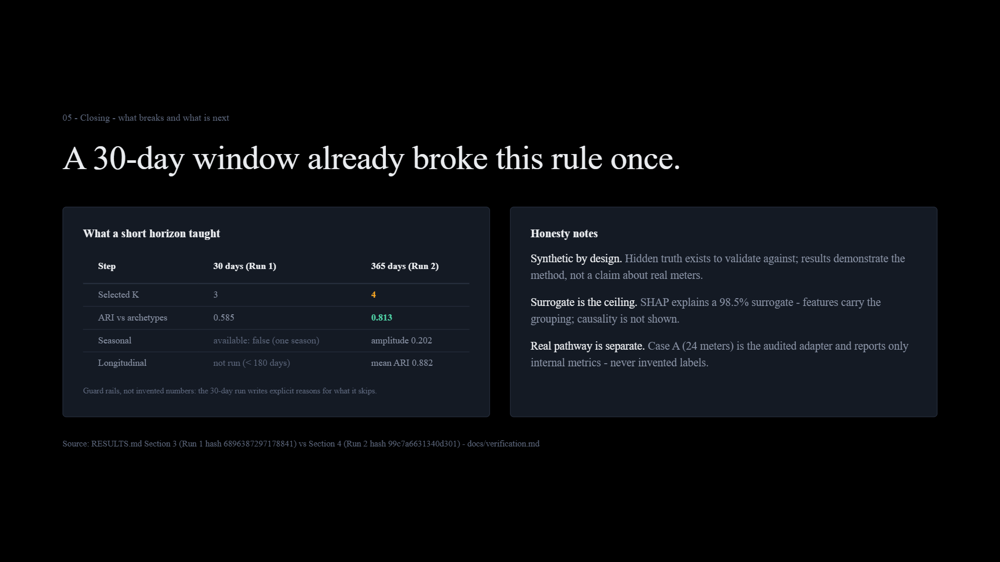 05 - Closing - what breaks and what is next
A 30-day window already broke this rule once.
What a short horizon taught
Step 30 days (Run 1) 365 days (Run 2)
Selected K 3 4
ARI vs archetypes 0.585 0.813
Seasonal available: false (one season) amplitude 0.202
Longitudinal not run (< 180 days) mean ARI 0.882
Guard rails, not invented numbers: the 30-day run writes explicit reasons for what it skips.
Honesty notes
Synthetic by design. Hidden truth exists to validate against; results demonstrate the
method, not a claim about real meters.
Surrogate is the ceiling. SHAP explains a 98.5% surrogate - features carry the
grouping; causality is not shown.
Real pathway is separate. Case A (24 meters) is the audited adapter and reports only
internal metrics - never invented labels.
Source: RESULTS.md Section 3 (Run 1 hash 6896387297178841) vs Section 4 (Run 2 hash 99c7a6631340d301) - docs/verification.md